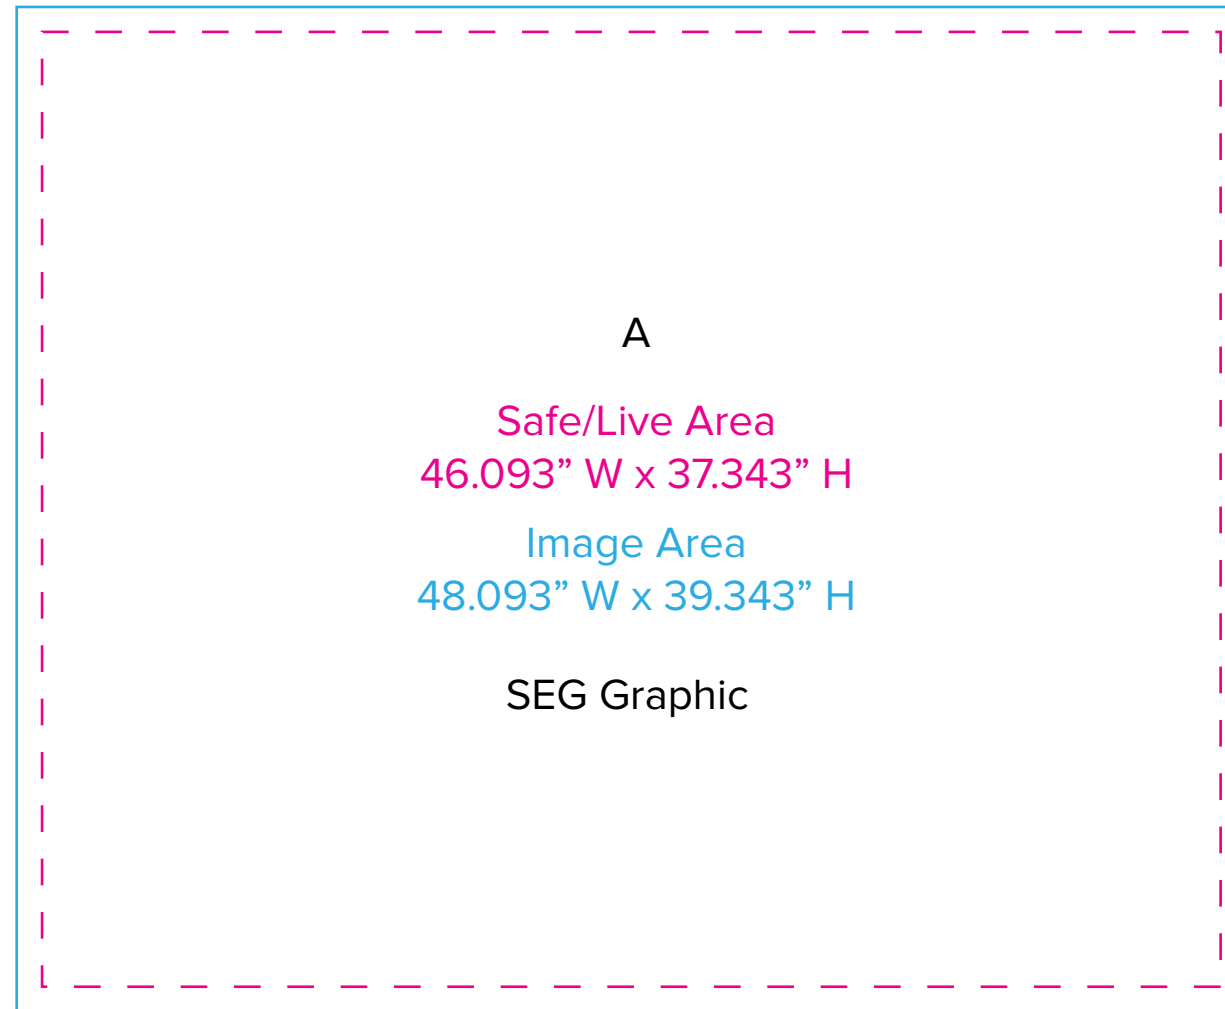 A
Safe/Live Area
46.093” W x 37.343” H
Image Area
48.093” W x 39.343” H
SEG Graphic